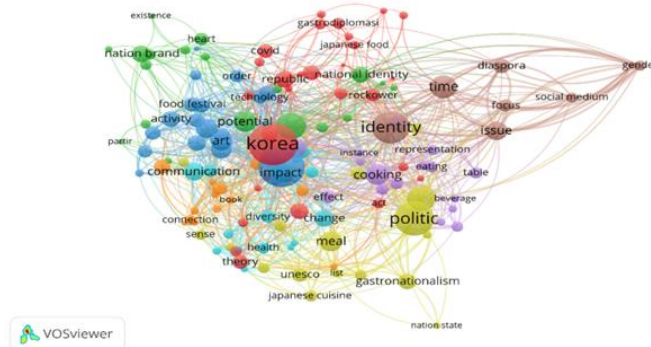 existence
heart
nation brand
gastrodiplomasi
covid
japanese food
order
republic
national identity
technology
rockower
time
diaspora
gende
social medium
focus
food festival
activity
potential
art
korea
identity
issue
partir
communication
impact
instance
representation
cooking
eating
table
book
effect
act
beverage
connection
diversity
change
politic
sense
health
meal
theory
unesco
list
gastronationalism
japanese cuisine
nation state
VOSviewer